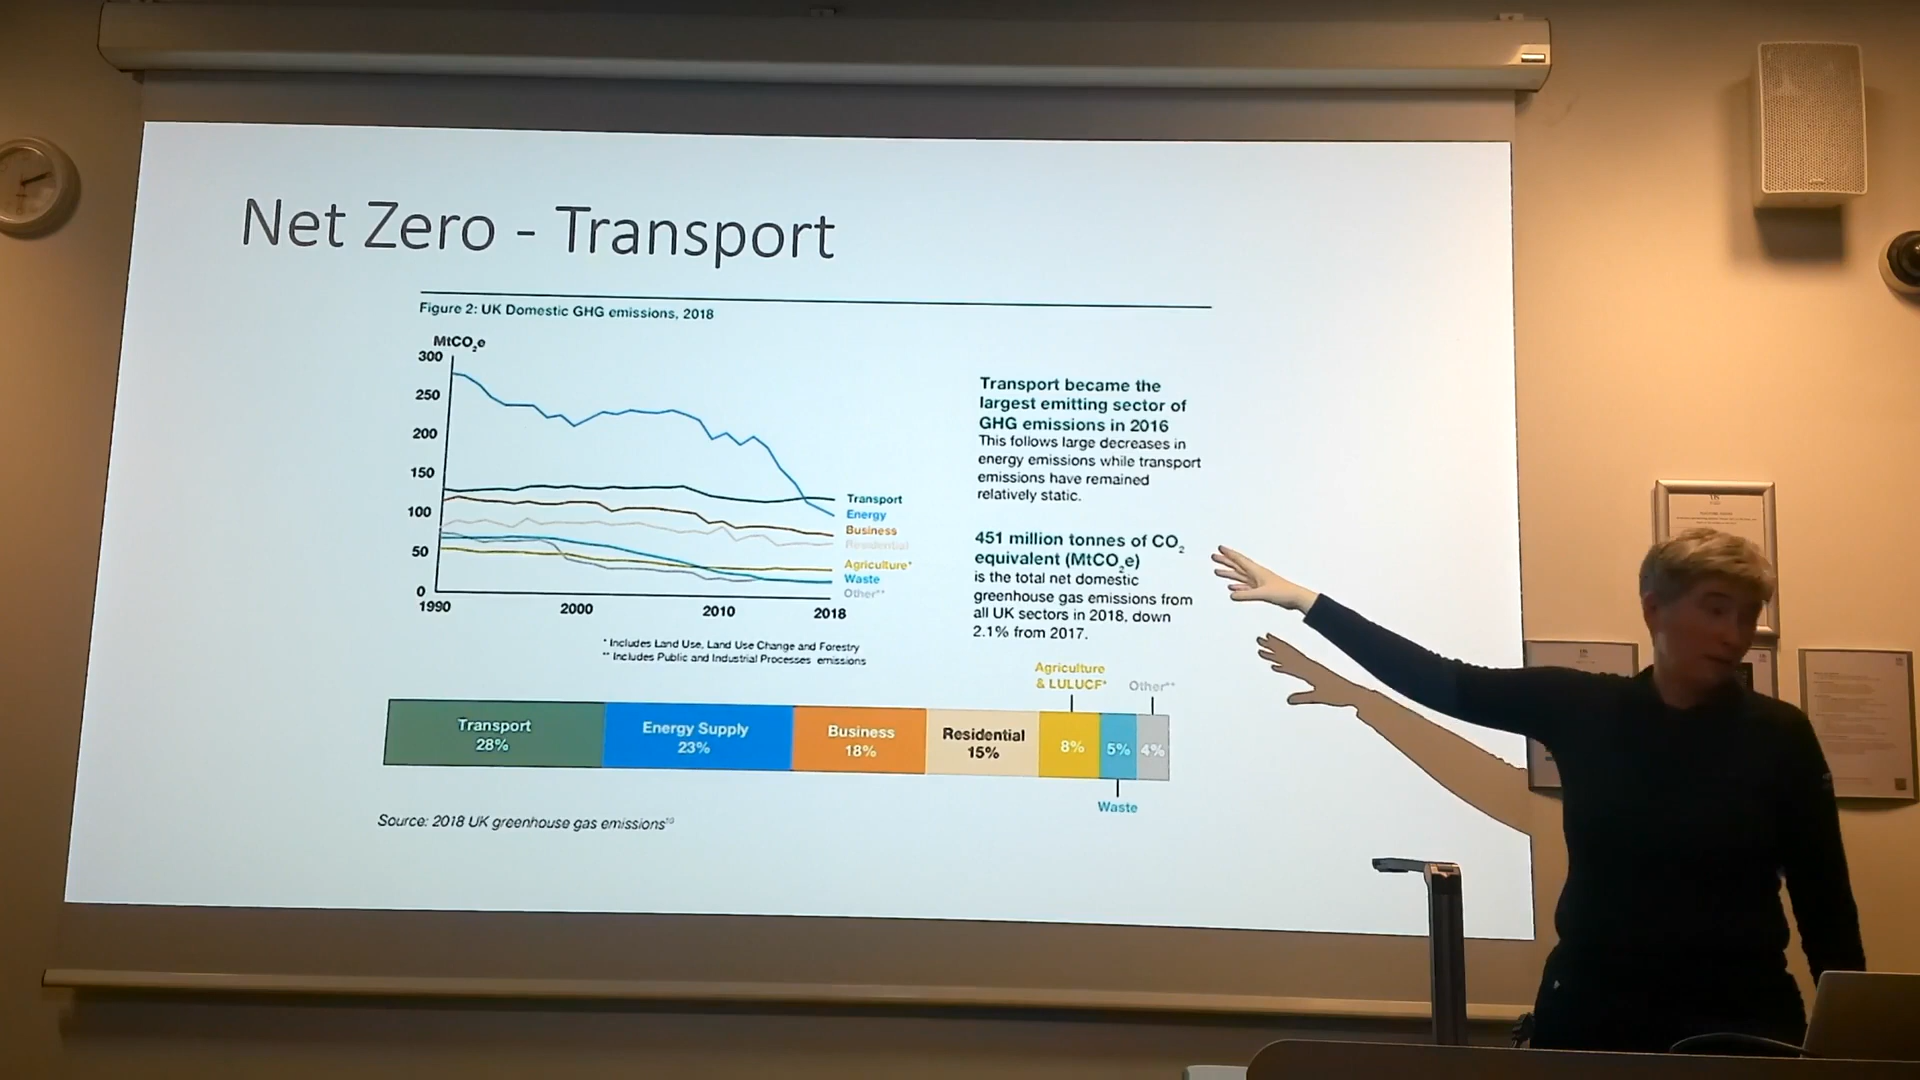 Net Zero - Transport
Figure 2: UK Domestic GHG emissions, 2018
MtCO₂e
300
250
200
150
100
50
0
1990
2000
2010
2018
Transport
Energy
Business
Residential
Agriculture*
Waste
Other**
* Includes Land Use, Land Use Change and Forestry
** Includes Public and Industrial Processes emissions
Transport became the
largest emitting sector of
GHG emissions in 2016
This follows large decreases in
energy emissions while transport
emissions have remained
relatively static.
451 million tonnes of CO₂
equivalent (MtCO₂e)
is the total net domestic
greenhouse gas emissions from
all UK sectors in 2018, down
2.1% from 2017.
Agriculture
& LULUCF*
Other**
Transport
28%
Energy Supply
23%
Business
18%
Residential
15%
8%
5%
4%
Waste
Source: 2018 UK greenhouse gas emissions